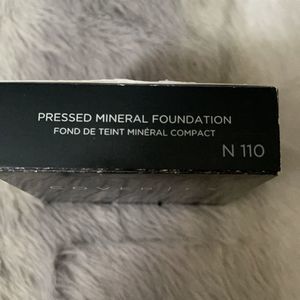 PRESSED MINERAL FOUNDATION
FOND DE TEINT MINÉRAL COMPACT
N 110